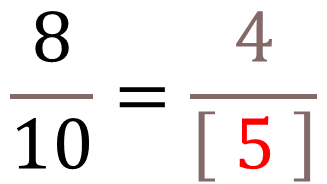 8/10 = 4/[ 5 ]